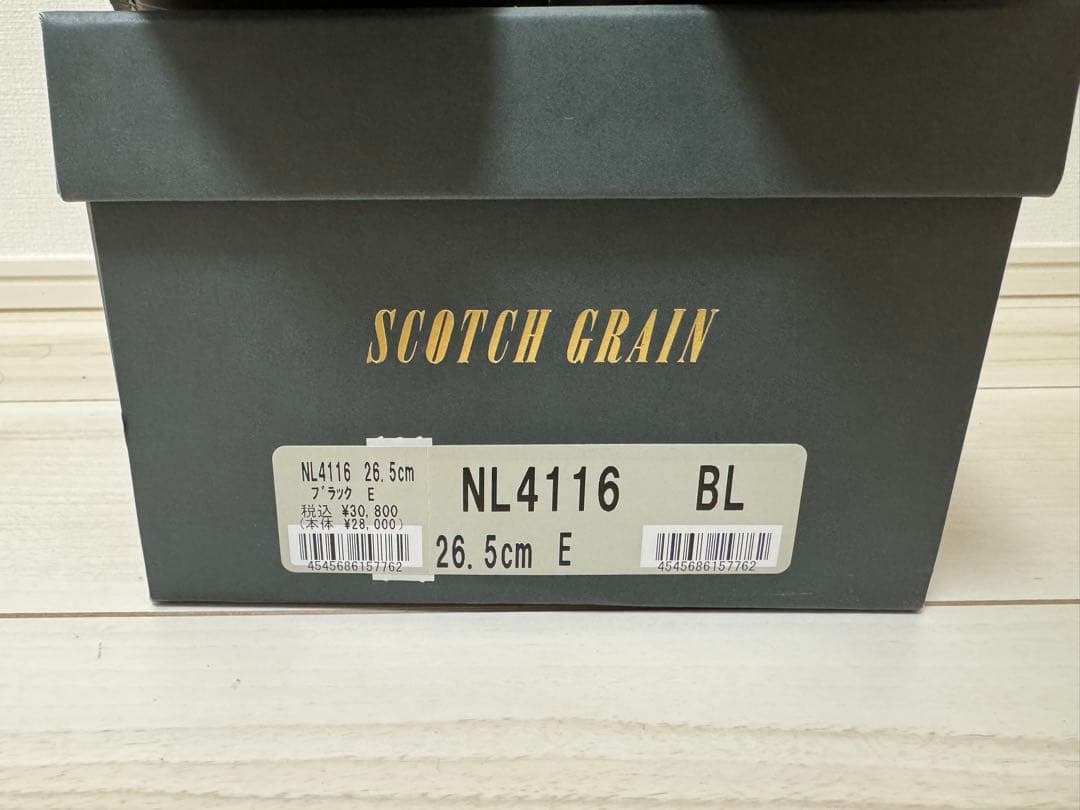 SCOTCH GRAIN
NL4116 26.5cm
ブラック E
税込 ¥30,800
(本体 ¥28,000)
4545686157762
NL4116 BL
26.5cm E
4545686157762